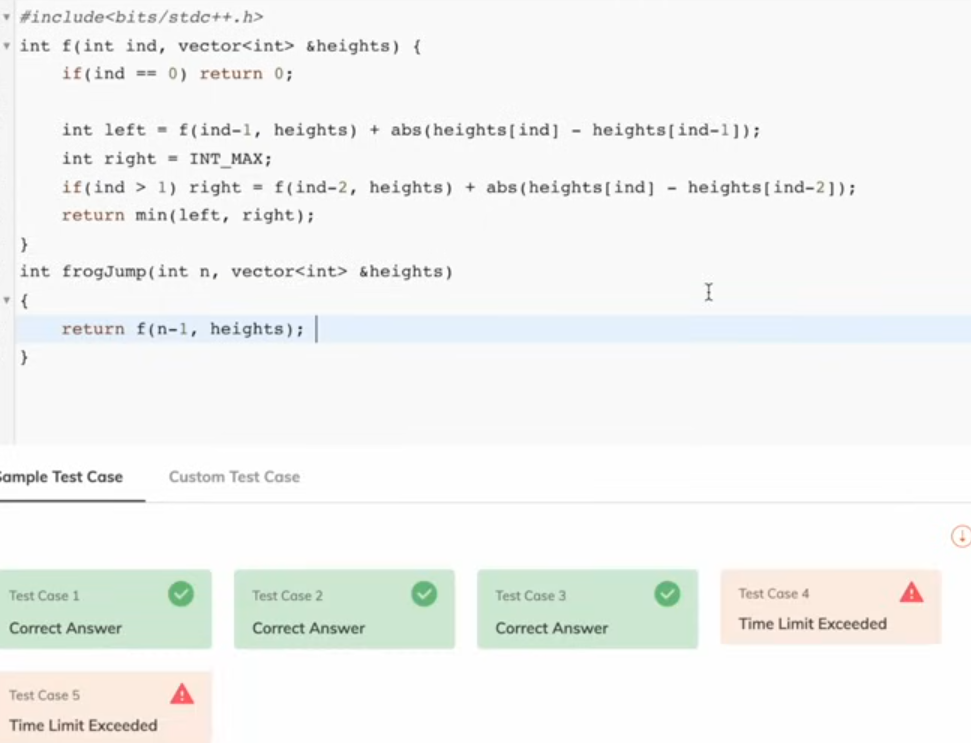 #include<bits/stdc++.h>
int f(int ind, vector<int> &heights) {
    if(ind == 0) return 0;
    int left = f(ind-1, heights) + abs(heights[ind] - heights[ind-1]);
    int right = INT_MAX;
    if(ind > 1) right = f(ind-2, heights) + abs(heights[ind] - heights[ind-2]);
    return min(left, right);
}
int frogJump(int n, vector<int> &heights)
{
    return f(n-1, heights);
}
Sample Test Case Custom Test Case
Test Case 1 Test Case 2 Test Case 3 Test Case 4
Correct Answer Correct Answer Correct Answer Time Limit Exceeded
Test Case 5
Time Limit Exceeded